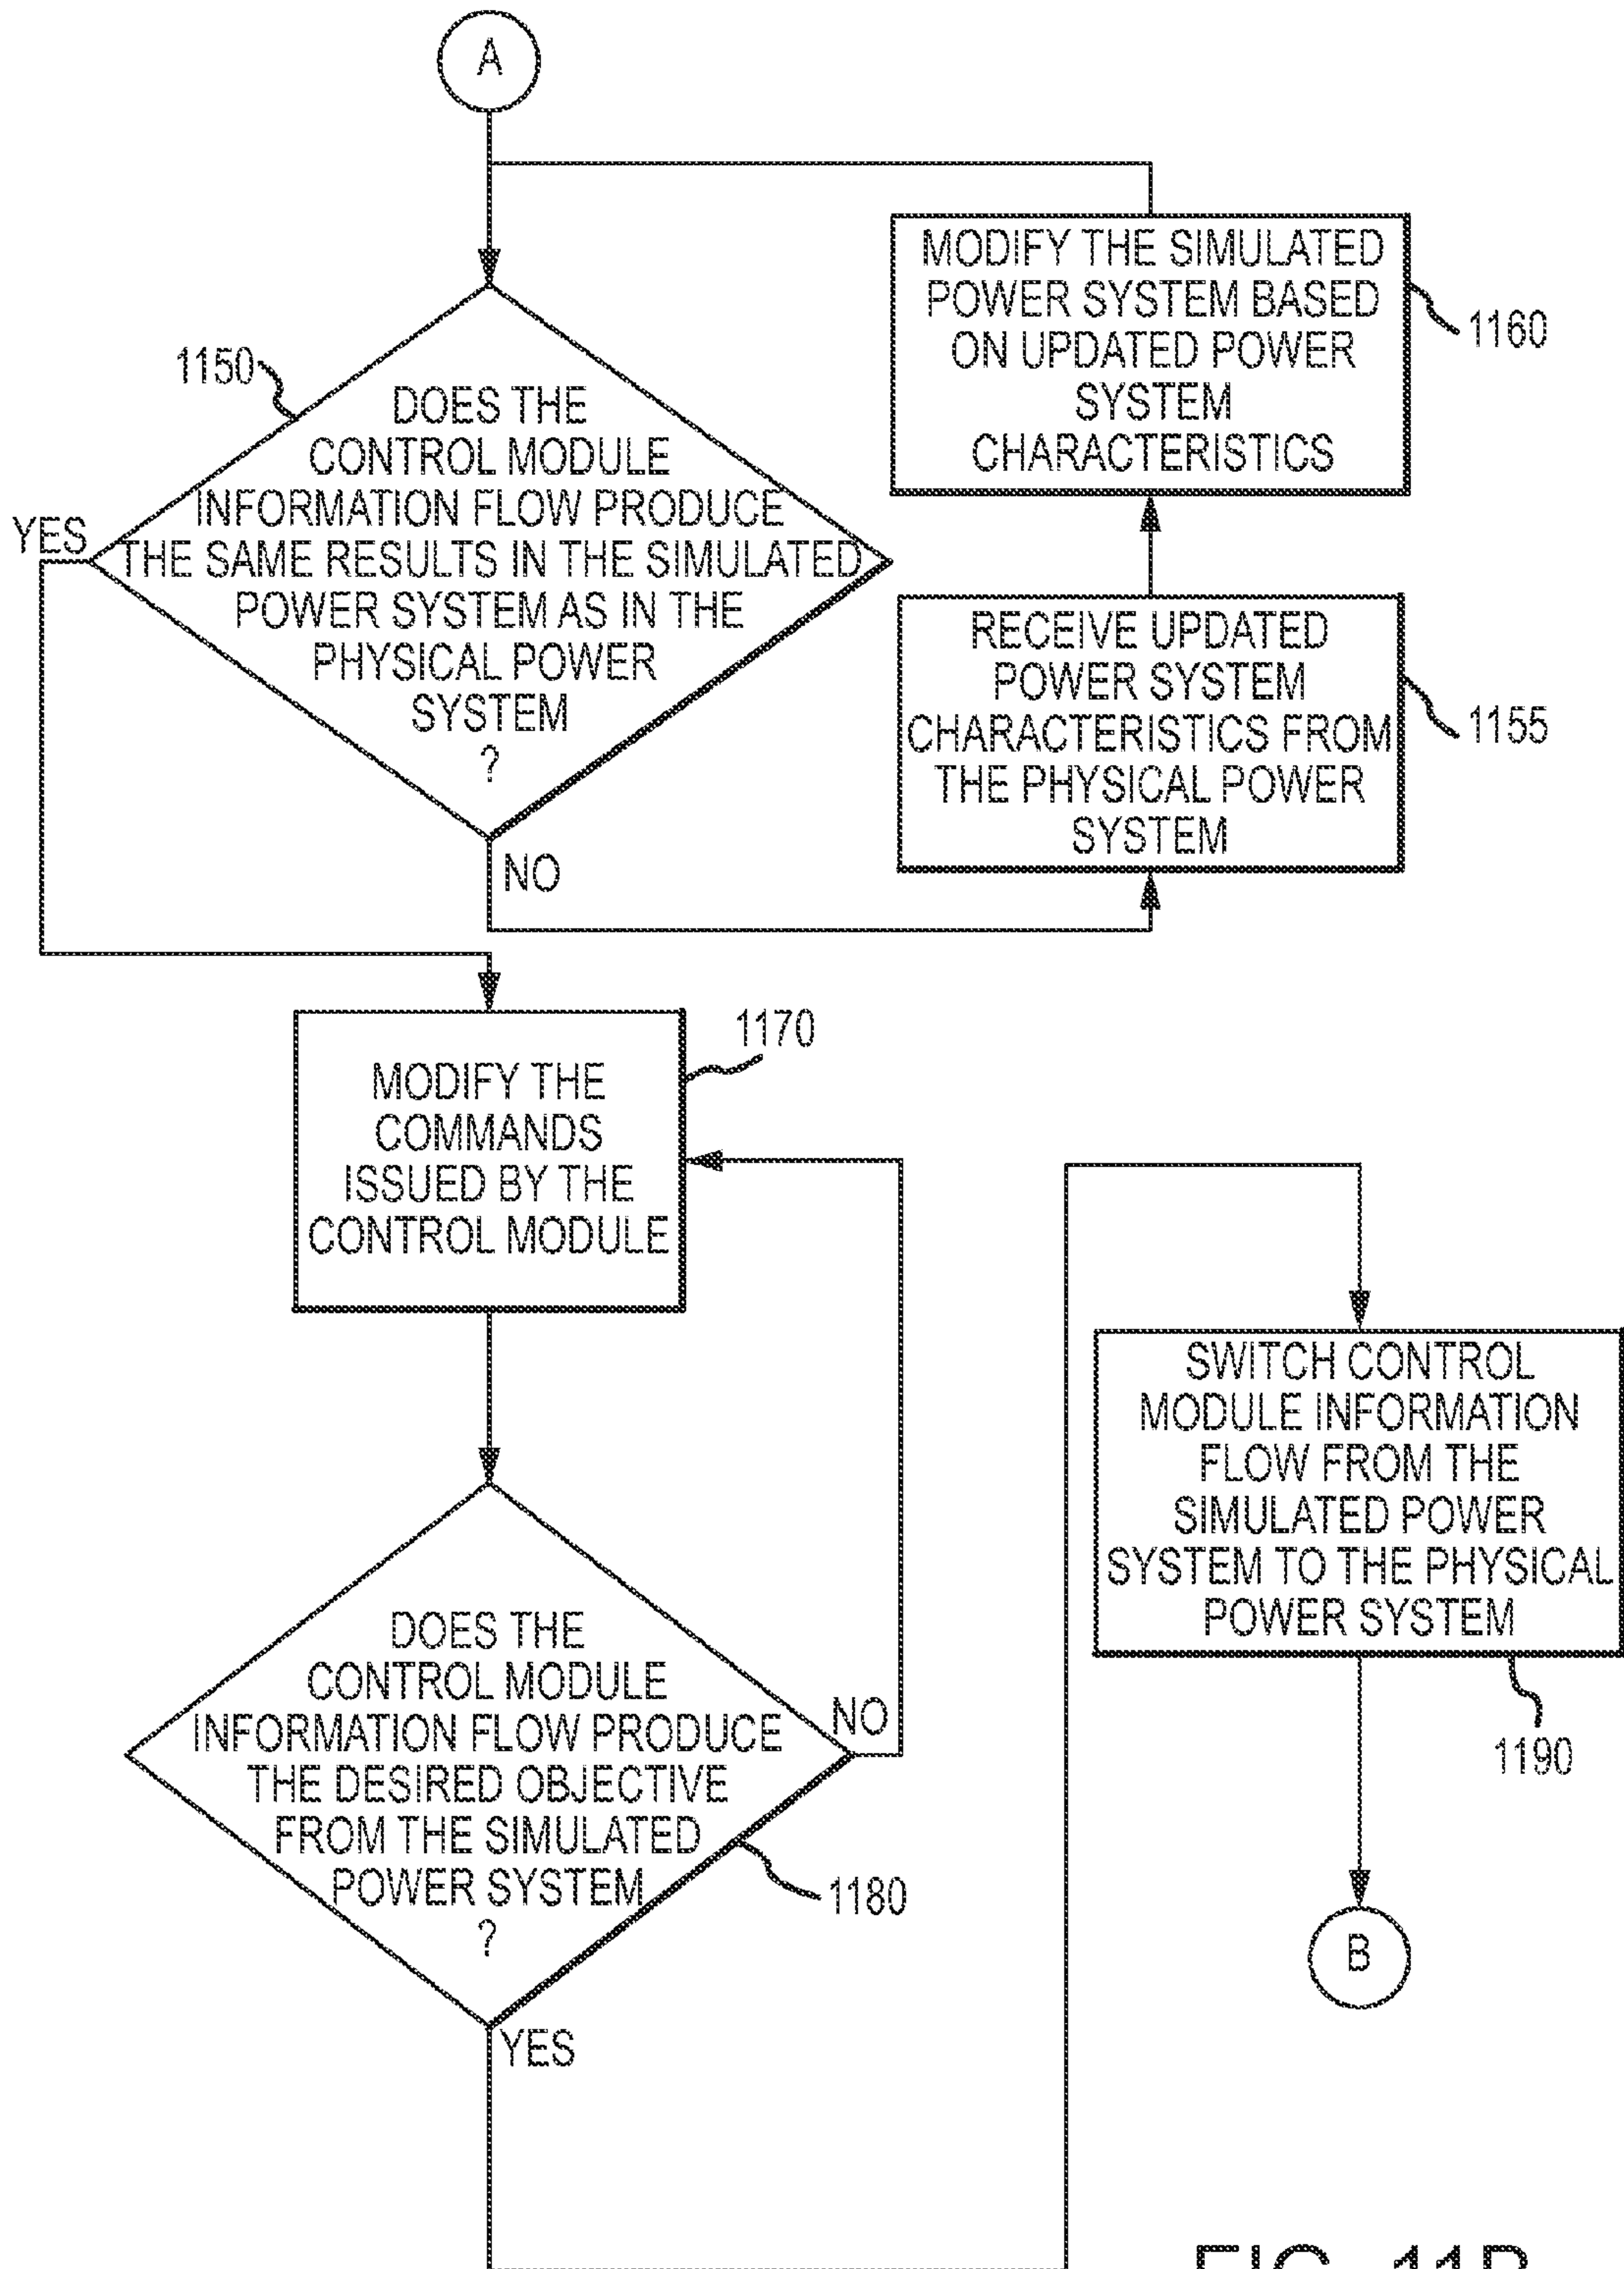 A
1150
DOES THE
CONTROL MODULE
INFORMATION FLOW PRODUCE
THE SAME RESULTS IN THE SIMULATED
POWER SYSTEM AS IN THE
PHYSICAL POWER
SYSTEM
?
YES
NO
MODIFY THE SIMULATED
POWER SYSTEM BASED
ON UPDATED POWER
SYSTEM
CHARACTERISTICS
1160
RECEIVE UPDATED
POWER SYSTEM
CHARACTERISTICS FROM
THE PHYSICAL POWER
SYSTEM
1155
1170
MODIFY THE
COMMANDS
ISSUED BY THE
CONTROL MODULE
DOES THE
CONTROL MODULE
INFORMATION FLOW PRODUCE
THE DESIRED OBJECTIVE
FROM THE SIMULATED
POWER SYSTEM
?
NO
1180
YES
SWITCH CONTROL
MODULE INFORMATION
FLOW FROM THE
SIMULATED POWER
SYSTEM TO THE PHYSICAL
POWER SYSTEM
1190
B
FIG. 11B